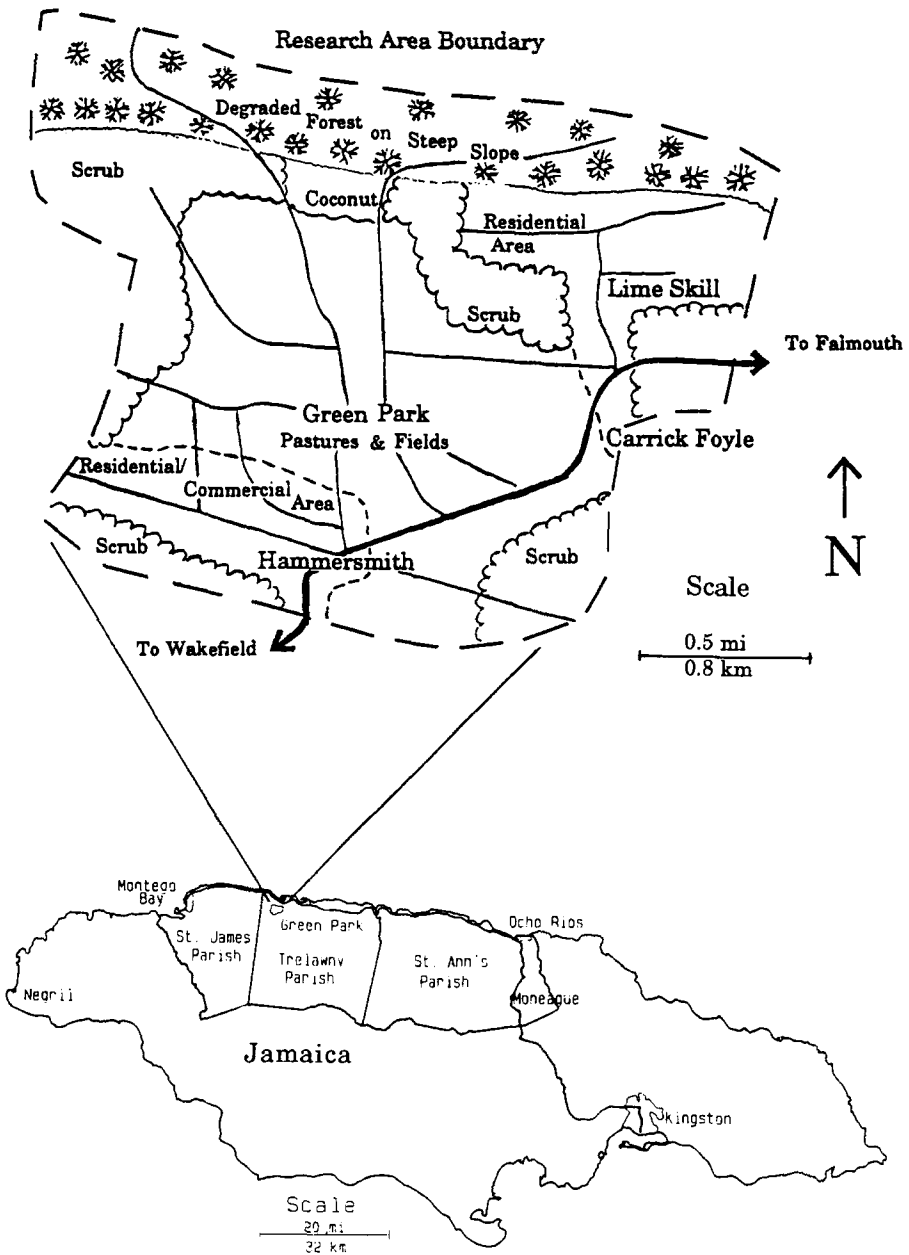 Research Area Boundary
Degraded
Forest on
Steep
Slope
Scrub
Coconut
Residential
Area
Lime Skill
Scrub
To Falmouth
Green Park
Pastures & Fields
Carrick Foyle
Residential/
Commercial
Area
Scrub
Hammersmith
Scrub
N
Scale
0.5 mi
0.8 km
To Wakefield
Montego
Bay
Ocho Rios
Green Park
St. James
Parish
Trelawny
Parish
St. Ann's
Parish
Negril
Moneague
Jamaica
Kingston
Scale
20 mi
32 km